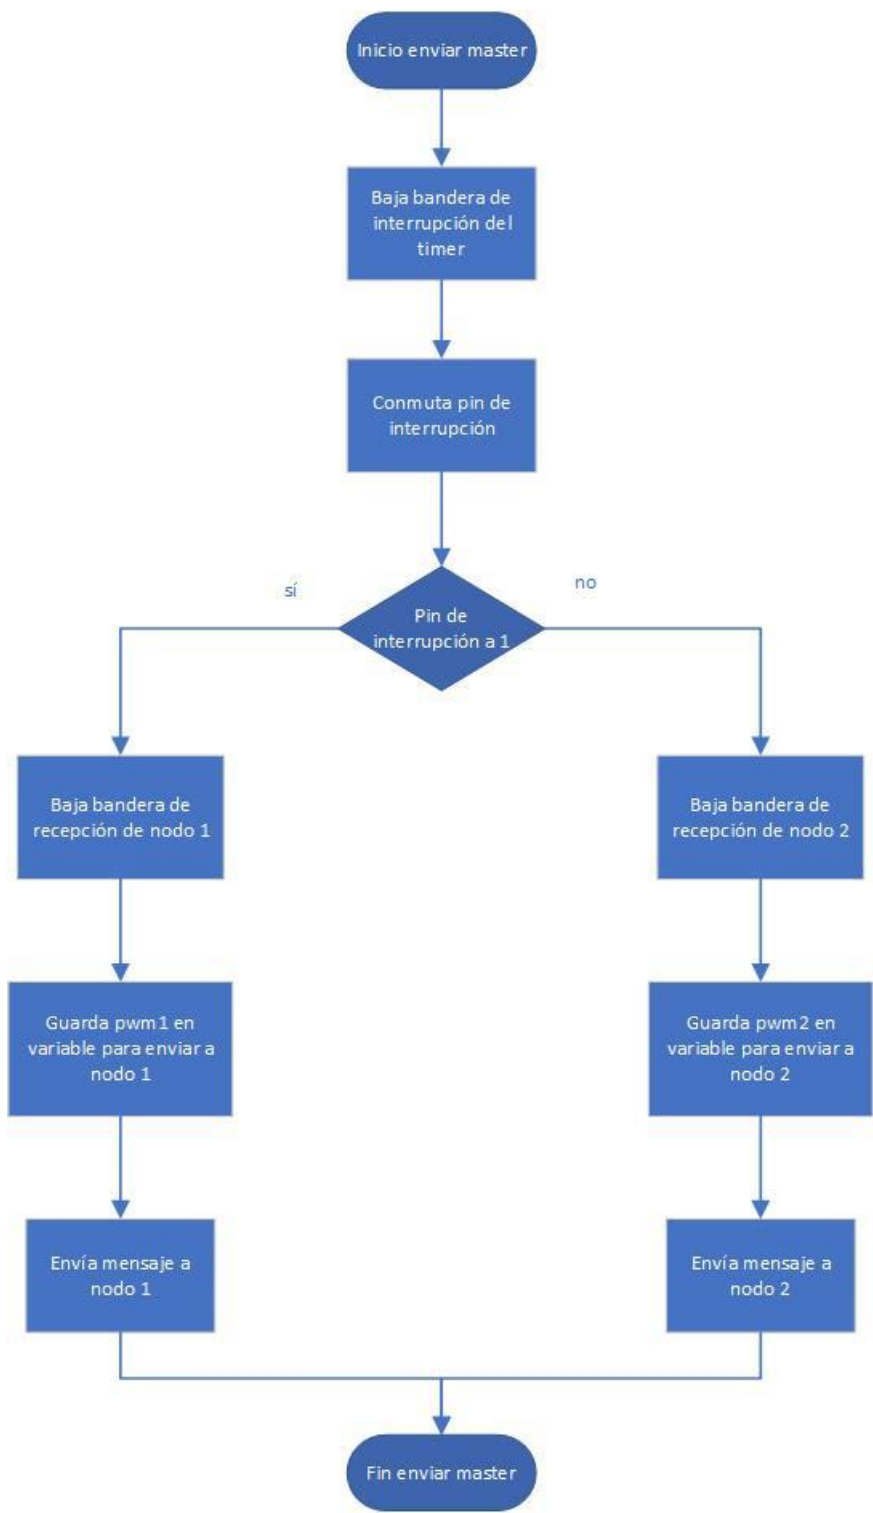 Inicio enviar master
Baja bandera de
interrupción del
timer
Conmuta pin de
interrupción
sí
no
Pin de
interrupción a 1
Baja bandera de
recepción de nodo 1
Baja bandera de
recepción de nodo 2
Guarda pwm1 en
variable para enviar a
nodo 1
Guarda pwm2 en
variable para enviar a
nodo 2
Envía mensaje a
nodo 1
Envía mensaje a
nodo 2
Fin enviar master